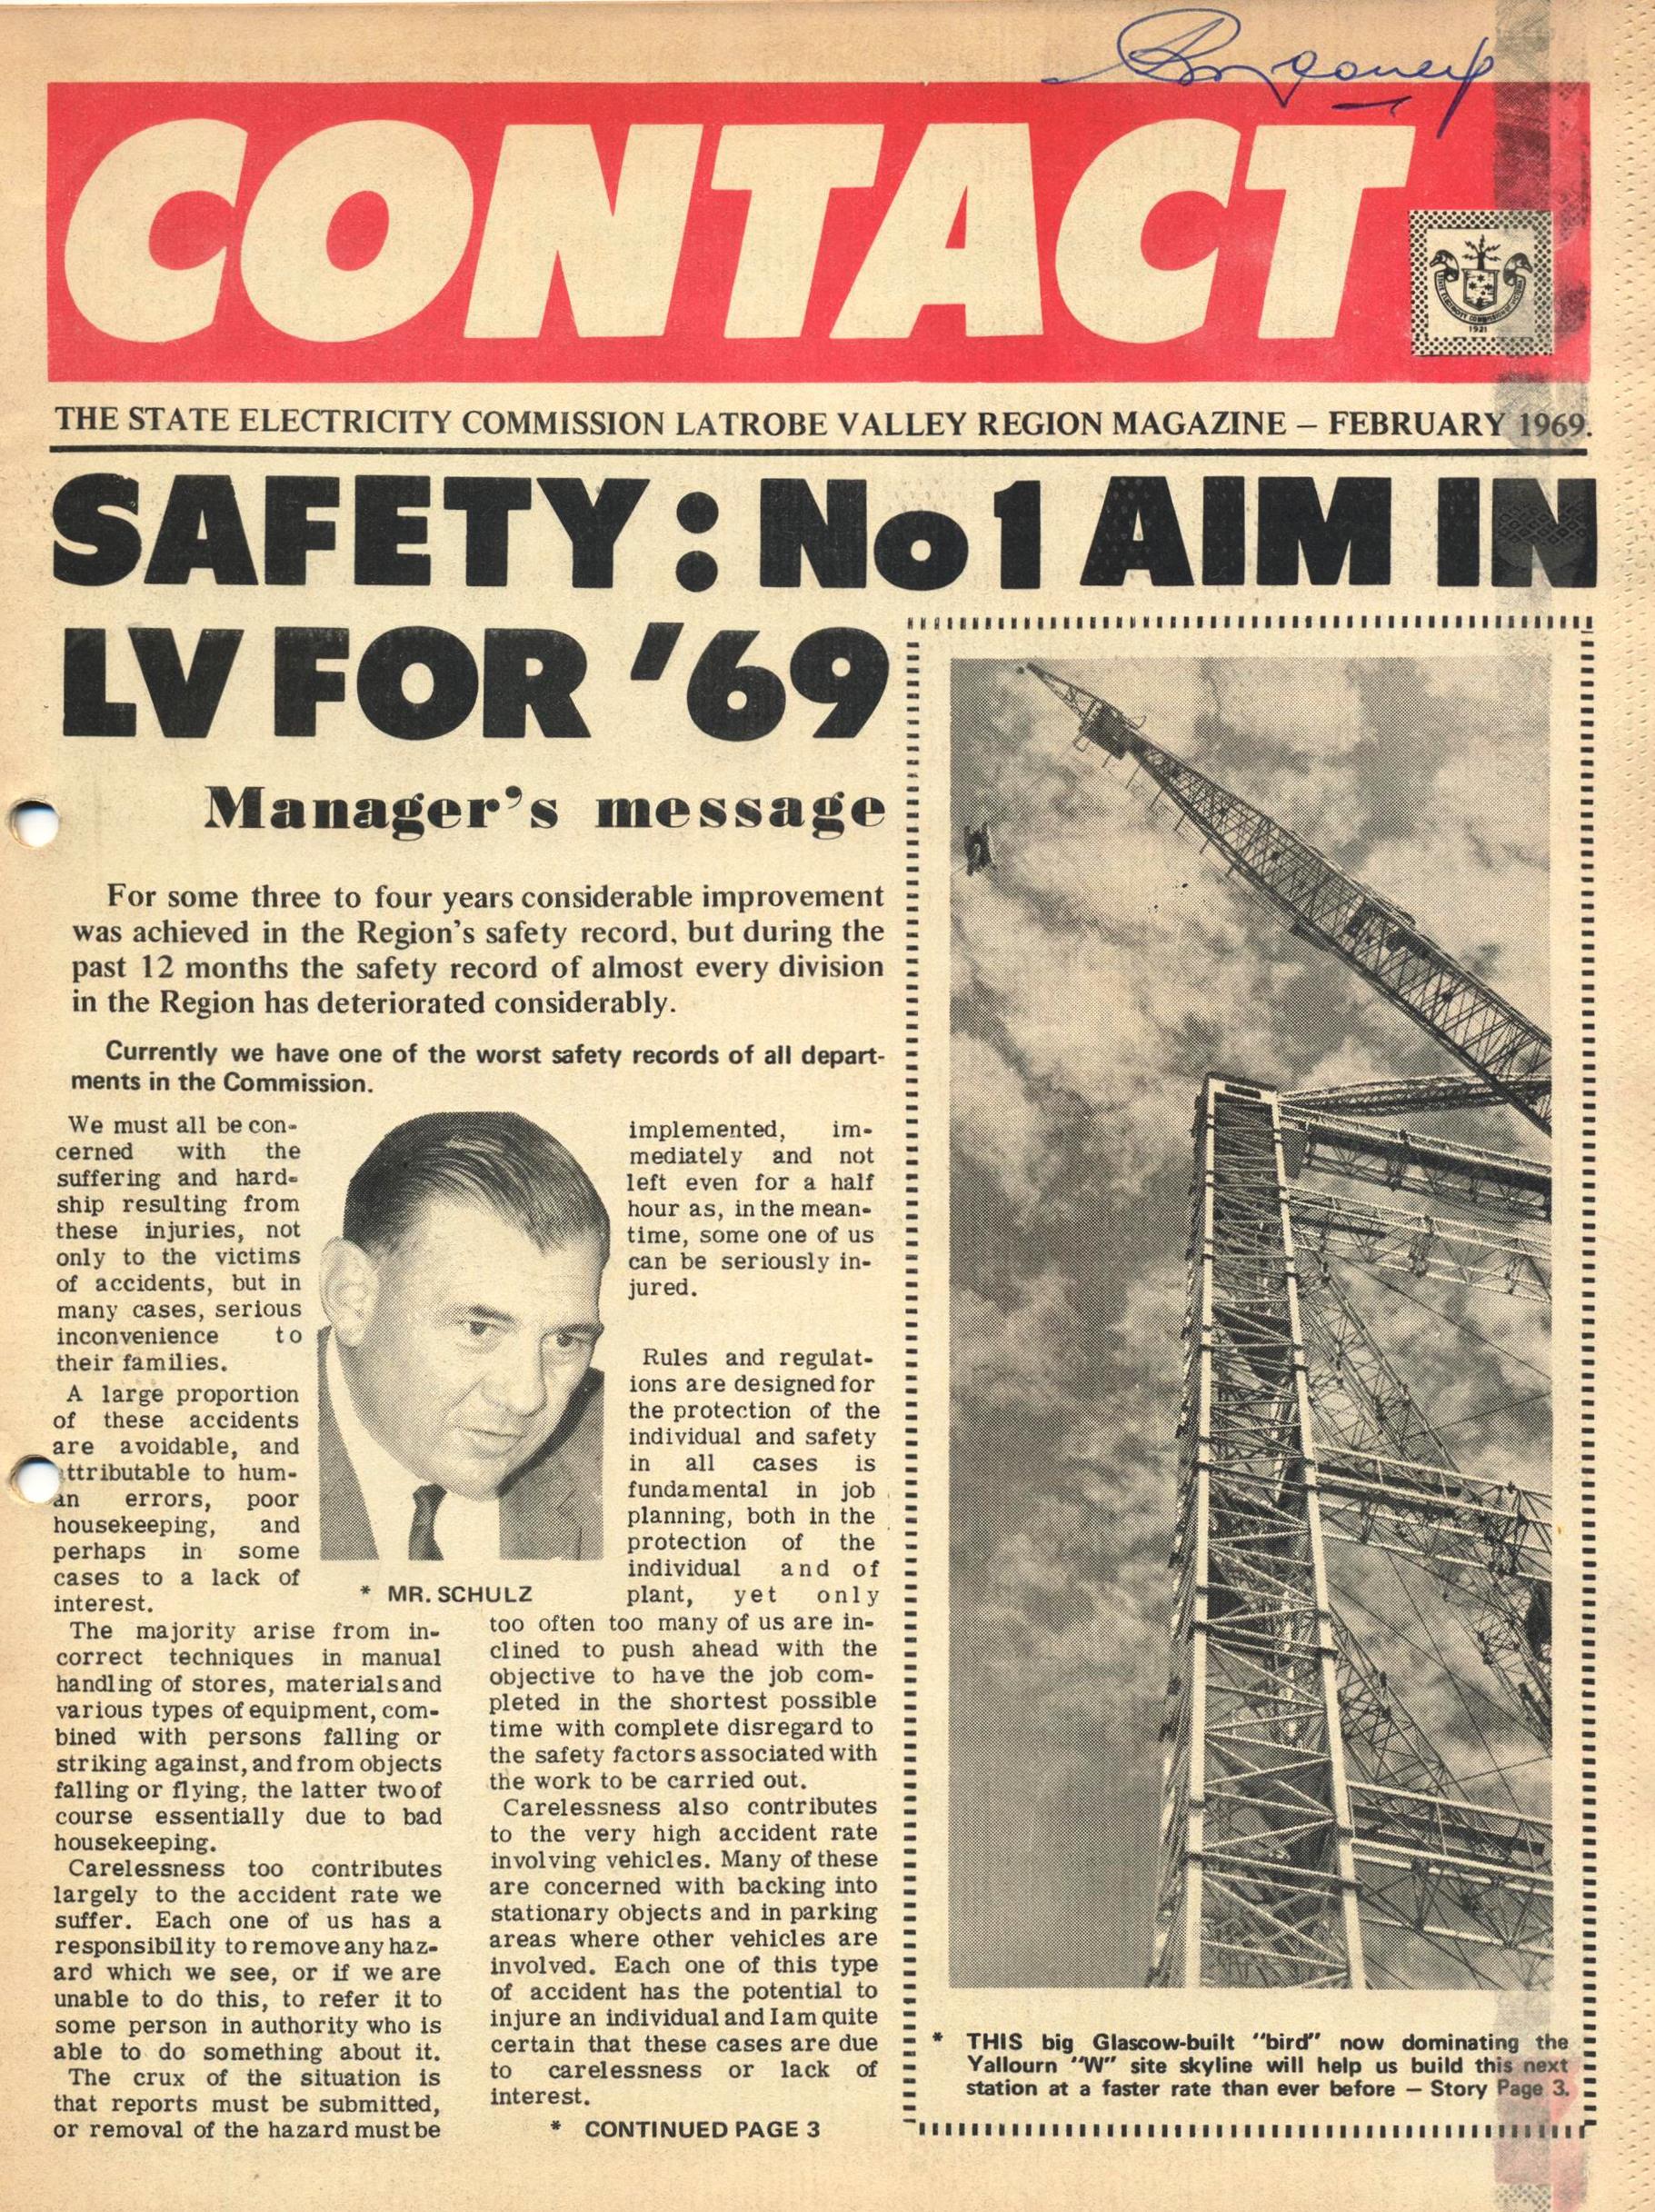 CONTACT
1921
THE STATE ELECTRICITY COMMISSION LATROBE VALLEY REGION MAGAZINE – FEBRUARY 1969.
SAFETY: No 1 AIM IN
LV FOR '69
Manager's message
For some three to four years considerable improvement
was achieved in the Region's safety record, but during the
past 12 months the safety record of almost every division
in the Region has deteriorated considerably.
Currently we have one of the worst safety records of all depart-
ments in the Commission.
We must all be con-
cerned with the
suffering and hard-
ship resulting from
these injuries, not
only to the victims
of accidents, but in
many cases, serious
inconvenience to
their families.
A large proportion
of these accidents
are avoidable, and
ttributable to hum-
an errors, poor
housekeeping, and
perhaps in some
cases to a lack of
interest.
* MR. SCHULZ
The majority arise from in-
correct techniques in manual
handling of stores, materials and
various types of equipment, com-
bined with persons falling or
striking against, and from objects
falling or flying, the latter two of
course essentially due to bad
housekeeping.
Carelessness too contributes
largely to the accident rate we
suffer. Each one of us has a
responsibility to remove any haz-
ard which we see, or if we are
unable to do this, to refer it to
some person in authority who is
able to do something about it.
The crux of the situation is
that reports must be submitted,
or removal of the hazard must be
implemented, im-
mediately and not
left even for a half
hour as, in the mean-
time, some one of us
can be seriously in-
jured.
Rules and regulat-
ions are designed for
the protection of the
individual and safety
in all cases is
fundamental in job
planning, both in the
protection of the
individual and of
plant, yet only
too often too many of us are in-
clined to push ahead with the
objective to have the job com-
pleted in the shortest possible
time with complete disregard to
the safety factors associated with
the work to be carried out.
Carelessness also contributes
to the very high accident rate
involving vehicles. Many of these
are concerned with backing into
stationary objects and in parking
areas where other vehicles are
involved. Each one of this type
of accident has the potential to
injure an individual and I am quite
certain that these cases are due
to carelessness or lack of
interest.
* CONTINUED PAGE 3
* THIS big Glascow-built "bird" now dominating the
Yallourn "W" site skyline will help us build this next
station at a faster rate than ever before – Story Page 3.